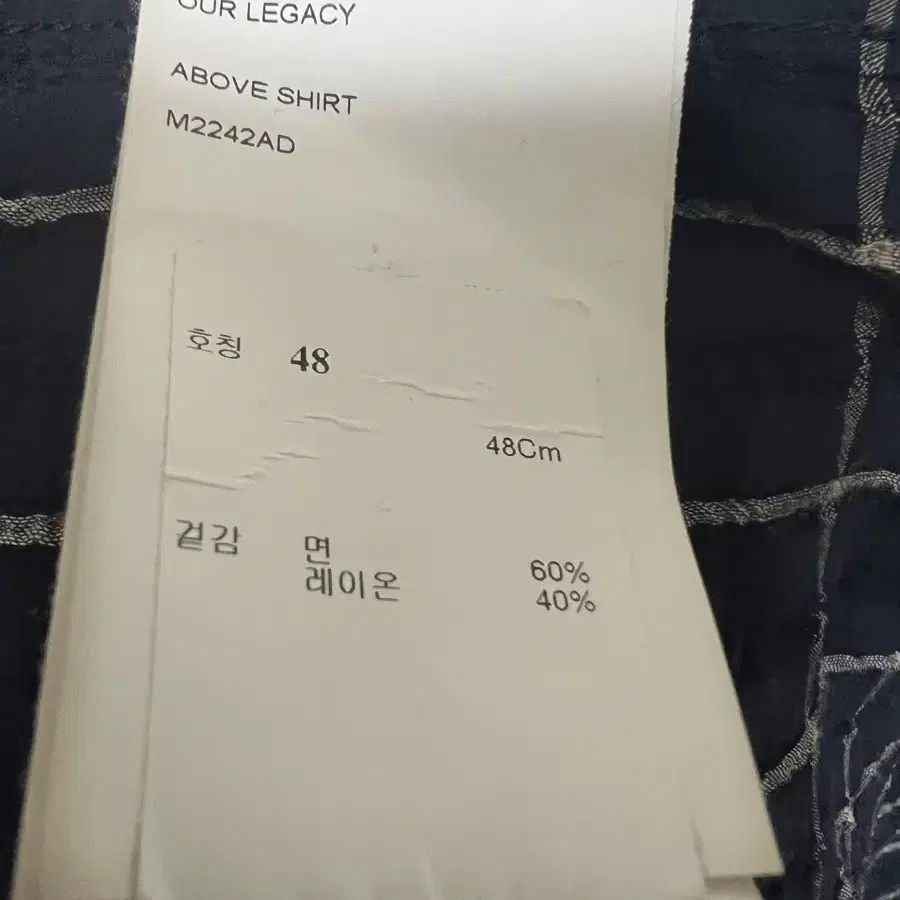 OUR LEGACY
ABOVE SHIRT
M2242AD
호칭 48
48Cm
겉감 면 60%
레이온 40%